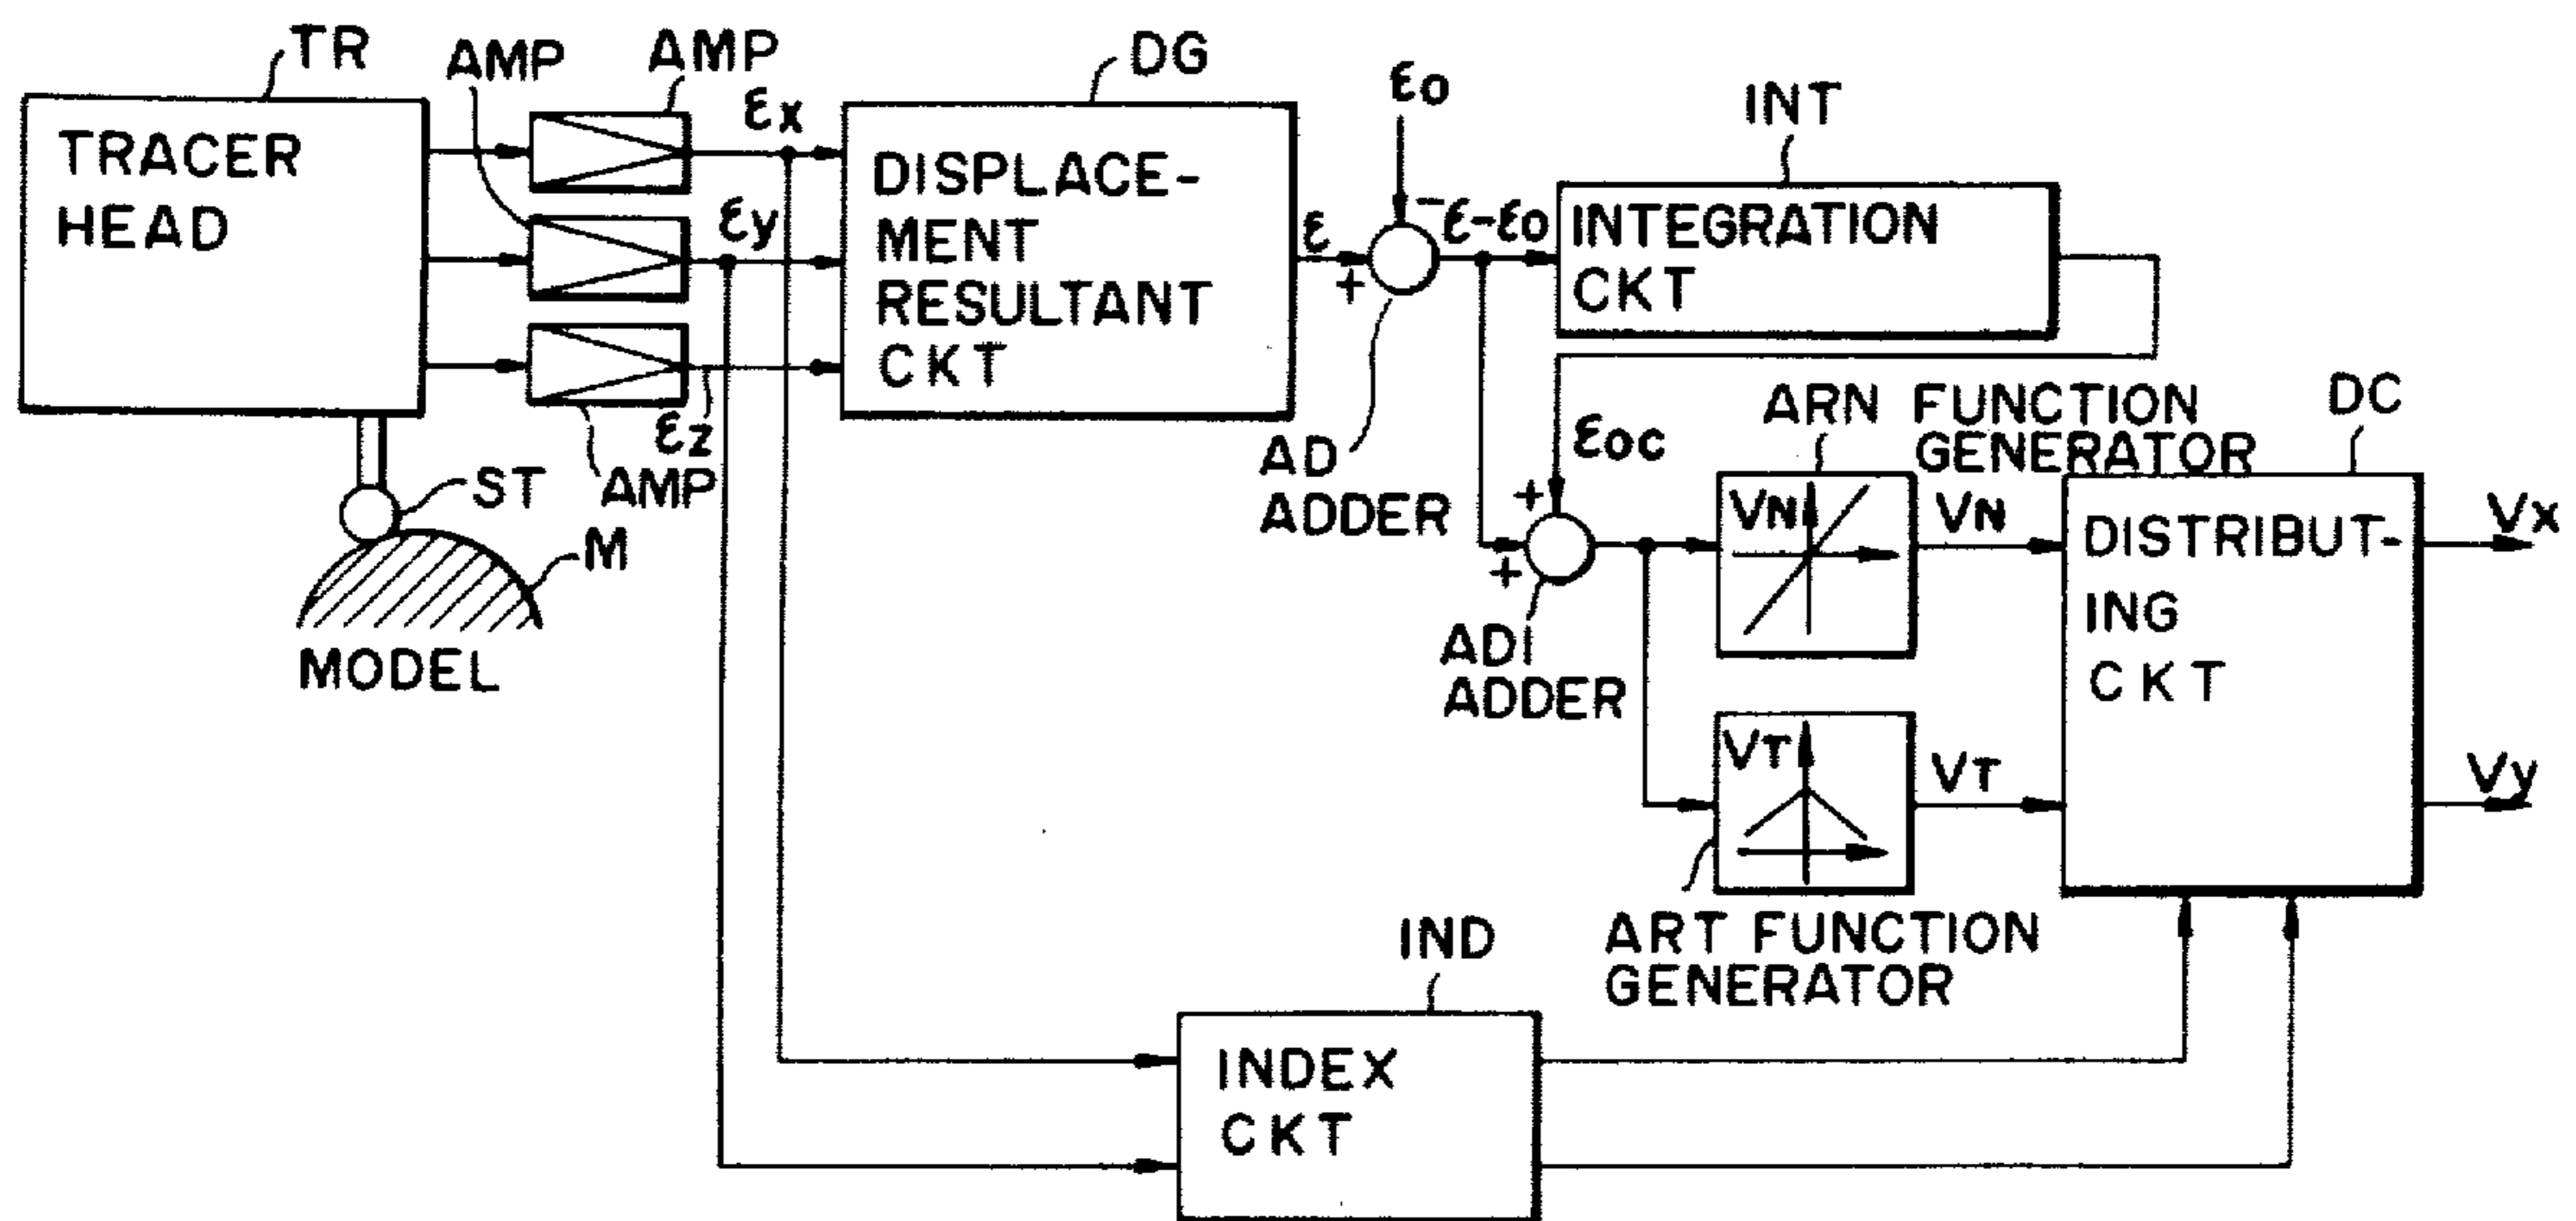 TR
TRACER
HEAD
AMP
AMP
εx
εy
εz
AMP
ST
M
MODEL
DG
DISPLACE-
MENT
RESULTANT
CKT
εo
-
ε
+
ε-εo
AD
ADDER
INT
INTEGRATION
CKT
εoc
+
+
AD1
ADDER
ARN FUNCTION
GENERATOR
VN
VN
VT
VT
ART FUNCTION
GENERATOR
DC
DISTRIBUT-
ING
CKT
Vx
Vy
IND
INDEX
CKT